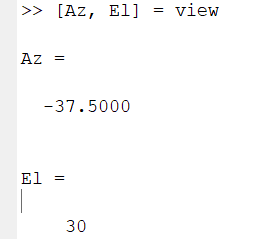 >> [Az, El] = view
Az =
-37.5000
El =
30